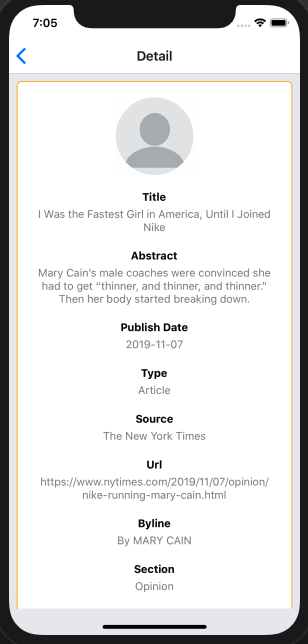 7:05
Detail
Title
I Was the Fastest Girl in America, Until I Joined
Nike
Abstract
Mary Cain’s male coaches were convinced she
had to get “thinner, and thinner, and thinner.”
Then her body started breaking down.
Publish Date
2019-11-07
Type
Article
Source
The New York Times
Url
https://www.nytimes.com/2019/11/07/opinion/
nike-running-mary-cain.html
Byline
By MARY CAIN
Section
Opinion